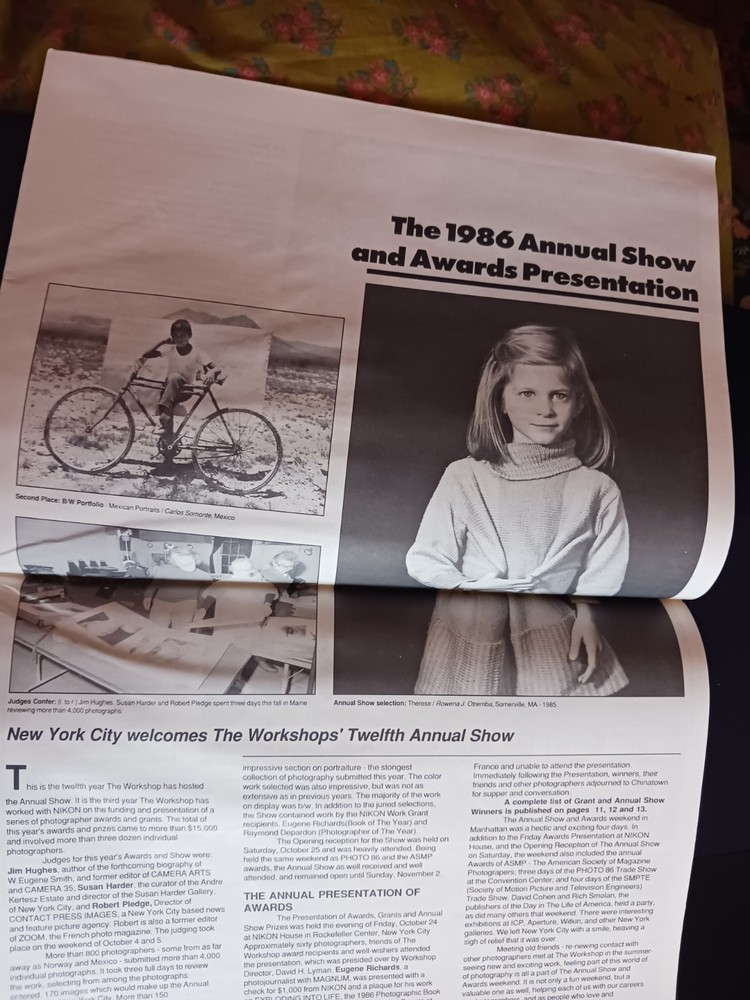 The 1986 Annual Show
and Awards Presentation
Second Place: B/W Portfolio - Mexican Portraits / Carlos Somonte, Mexico
Judges Confer: (l. to r.) Jim Hughes, Susan Harder and Robert Pledge spent three days the fall in Maine
reviewing more than 4,000 photographs.
Annual Show selection: Therese / Rowena J. Otremba, Somerville, MA - 1985.
New York City welcomes The Workshops' Twelfth Annual Show
This is the twelfth year The Workshop has hosted
the Annual Show. It is the third year The Workshop has
worked with NIKON on the funding and presentation of a
series of photographer awards and grants. The total of
this year's awards and prizes came to more than $15,000
and involved more than three dozen individual
photographers.
Judges for this year's Awards and Show were:
Jim Hughes, author of the forthcoming biography of
W. Eugene Smith, and former editor of CAMERA ARTS
and CAMERA 35; Susan Harder, the curator of the Andre
Kertesz Estate and director of the Susan Harder Gallery,
of New York City, and Robert Pledge, Director of
CONTACT PRESS IMAGES, a New York City based news
and feature picture agency. Robert is also a former editor
of ZOOM, the French photo magazine. The judging took
place on the weekend of October 4 and 5.
More than 800 photographers - some from as far
away as Norway and Mexico - submitted more than 4,000
individual photographs. It took three full days to review
the work, selecting from among the photographs
entered, 170 images which would make up the Annual
York City. More than 150
impressive section on portraiture - the stongest
collection of photography submitted this year. The color
work selected was also impressive, but was not as
extensive as in previous years. The majority of the work
on display was b/w. In addition to the juried selections,
the Show contained work by the NIKON Work Grant
recipients, Eugene Richards(Book of The Year) and
Raymond Depardon (Photographer of The Year).
The Opening reception for the Show was held on
Saturday, October 25 and was heavily attended. Being
held the same weekend as PHOTO 86 and the ASMP
awards, the Annual Show as well received and well
attended, and remained open until Sunday, November 2.
THE ANNUAL PRESENTATION OF
AWARDS
The Presentation of Awards, Grants and Annual
Show Prizes was held the evening of Friday, October 24
at NIKON House in Rockefeller Center, New York City.
Approximately sixty photographers, friends of The
Workshop award recipients and well-wishers attended
the presentation, which was presided over by Workshop
Director, David H. Lyman. Eugene Richards, a
photojournalist with MAGNUM, was presented with a
check for $1,000 from NIKON and a plaque for his work
EXPLODING INTO LIFE, the 1986 Photographic Book
France and unable to attend the presentation.
Immediately following the Presentation, winners, their
friends and other photographers adjourned to Chinatown
for supper and conversation.
A complete list of Grant and Annual Show
Winners is published on pages 11, 12 and 13.
The Annual Show and Awards weekend in
Manhattan was a hectic and exciting four days. In
addition to the Friday Awards Presentation at NIKON
House, and the Opening Reception of The Annual Show
on Saturday, the weekend also included the annual
Awards of ASMP - The American Society of Magazine
Photographers; three days of the PHOTO 86 Trade Show
at the Convention Center, and four days of the SMPTE
(Society of Motion Picture and Television Engineers)
Trade Show. David Cohen and Rich Smolan, the
publishers of the Day in The Life of America, held a party,
as did many others that weekend. There were interesting
exhibitions at ICP, Aperture, Witkin, and other New York
galleries. We left New York City with a smile, heaving a
sigh of relief that it was over.
Meeting old friends - re-newing contact with
other photographers met at The Workshop in the summer-
seeing new and exciting work, feeling part of this world
of photography is all a part of The Annual Show and
Awards weekend. It is not only a fun weekend, but a
valuable one as well, helping each of us with our careers
and as people who love and